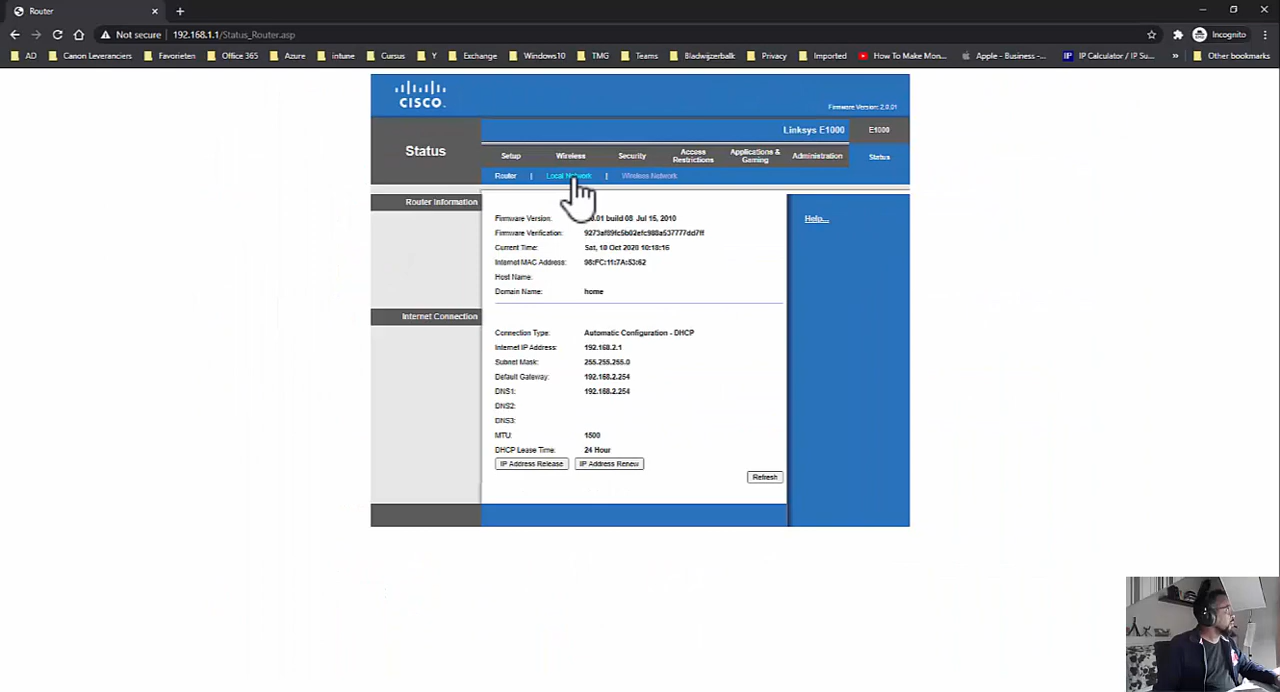 Router
Not secure 192.168.1.1/Status_Router.asp Incognito
AD Canon Leveranciers Favorieten Office 365 Azure intune Cursus Y Exchange Windows10 TMG Teams Bladwijzerbalk Privacy Imported How To Make Mon... Apple - Business -... IP IP Calculator / IP Su... » Other bookmarks
CISCO
Firmware Version: 2.0.01
Linksys E1000 E1000
Status
Setup Wireless Security Access Restrictions Applications & Gaming Administration Status
Router | Local Network | Wireless Network
Router Information
Firmware Version: .01 build 08 Jul 15, 2010
Help...
Firmware Verification:
Current Time: Sat, 10 Oct 2020 10:18:16
Internet MAC Address: 98:FC:11:7A:53:62
Host Name:
Domain Name: home
Internet Connection
Connection Type: Automatic Configuration - DHCP
Internet IP Address: 192.168.2.1
Subnet Mask: 255.255.255.0
Default Gateway: 192.168.2.254
DNS1: 192.168.2.254
DNS2:
DNS3:
MTU: 1500
DHCP Lease Time: 24 Hour
IP Address Release IP Address Renew
Refresh